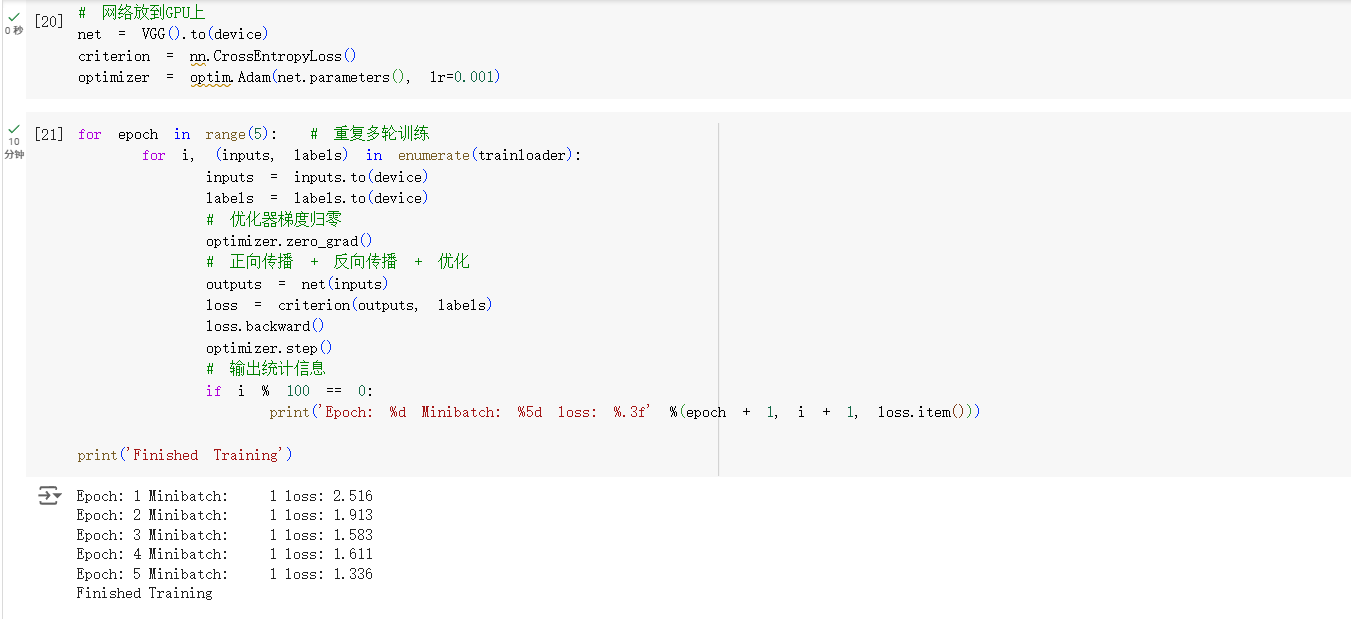 [20] # 网络放到GPU上
0 秒
net = VGG().to(device)
criterion = nn.CrossEntropyLoss()
optimizer = optim.Adam(net.parameters(), lr=0.001)
[21] for epoch in range(5): # 重复多轮训练
10
分钟
for i, (inputs, labels) in enumerate(trainloader):
inputs = inputs.to(device)
labels = labels.to(device)
# 优化器梯度归零
optimizer.zero_grad()
# 正向传播 + 反向传播 + 优化
outputs = net(inputs)
loss = criterion(outputs, labels)
loss.backward()
optimizer.step()
# 输出统计信息
if i % 100 == 0:
print('Epoch: %d Minibatch: %5d loss: %.3f' %(epoch + 1, i + 1, loss.item()))
print('Finished Training')
Epoch: 1 Minibatch: 1 loss: 2.516
Epoch: 2 Minibatch: 1 loss: 1.913
Epoch: 3 Minibatch: 1 loss: 1.583
Epoch: 4 Minibatch: 1 loss: 1.611
Epoch: 5 Minibatch: 1 loss: 1.336
Finished Training